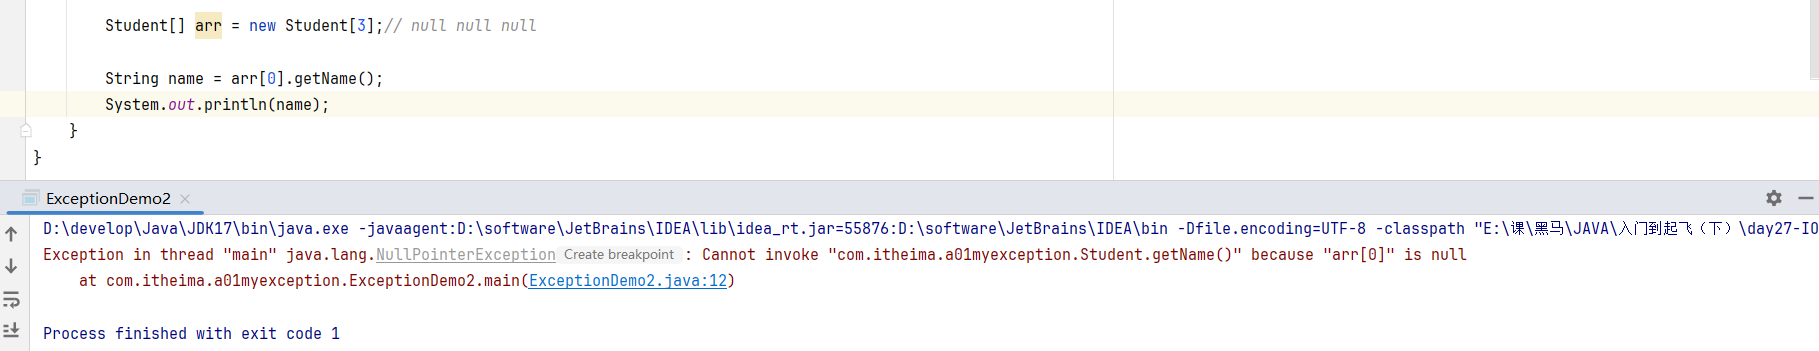 Student[] arr = new Student[3];// null null null
String name = arr[0].getName();
System.out.println(name);
}
}
ExceptionDemo2
D:\develop\Java\JDK17\bin\java.exe -javaagent:D:\software\JetBrains\IDEA\lib\idea_rt.jar=55876:D:\software\JetBrains\IDEA\bin -Dfile.encoding=UTF-8 -classpath "E:\课\黑马\JAVA\入门到起飞（下）\day27-IO
Exception in thread "main" java.lang.NullPointerException Create breakpoint : Cannot invoke "com.itheima.a01myexception.Student.getName()" because "arr[0]" is null
at com.itheima.a01myexception.ExceptionDemo2.main(ExceptionDemo2.java:12)
Process finished with exit code 1